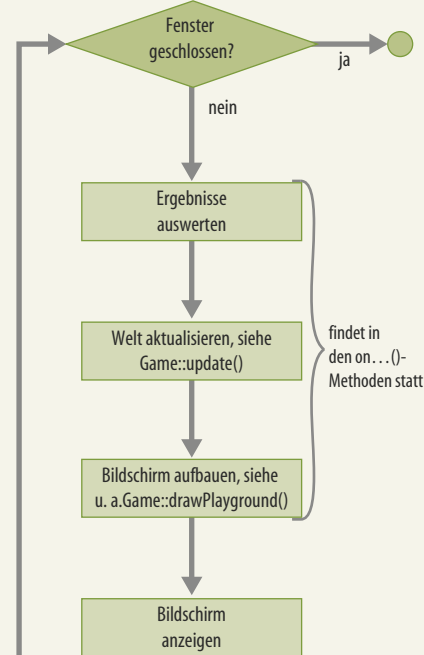 Fenster
geschlossen?
ja
nein
Ergebnisse
auswerten
Welt aktualisieren, siehe
Game::update()
findet in
den on…()-
Methoden statt
Bildschirm aufbauen, siehe
u. a.Game::drawPlayground()
Bildschirm
anzeigen